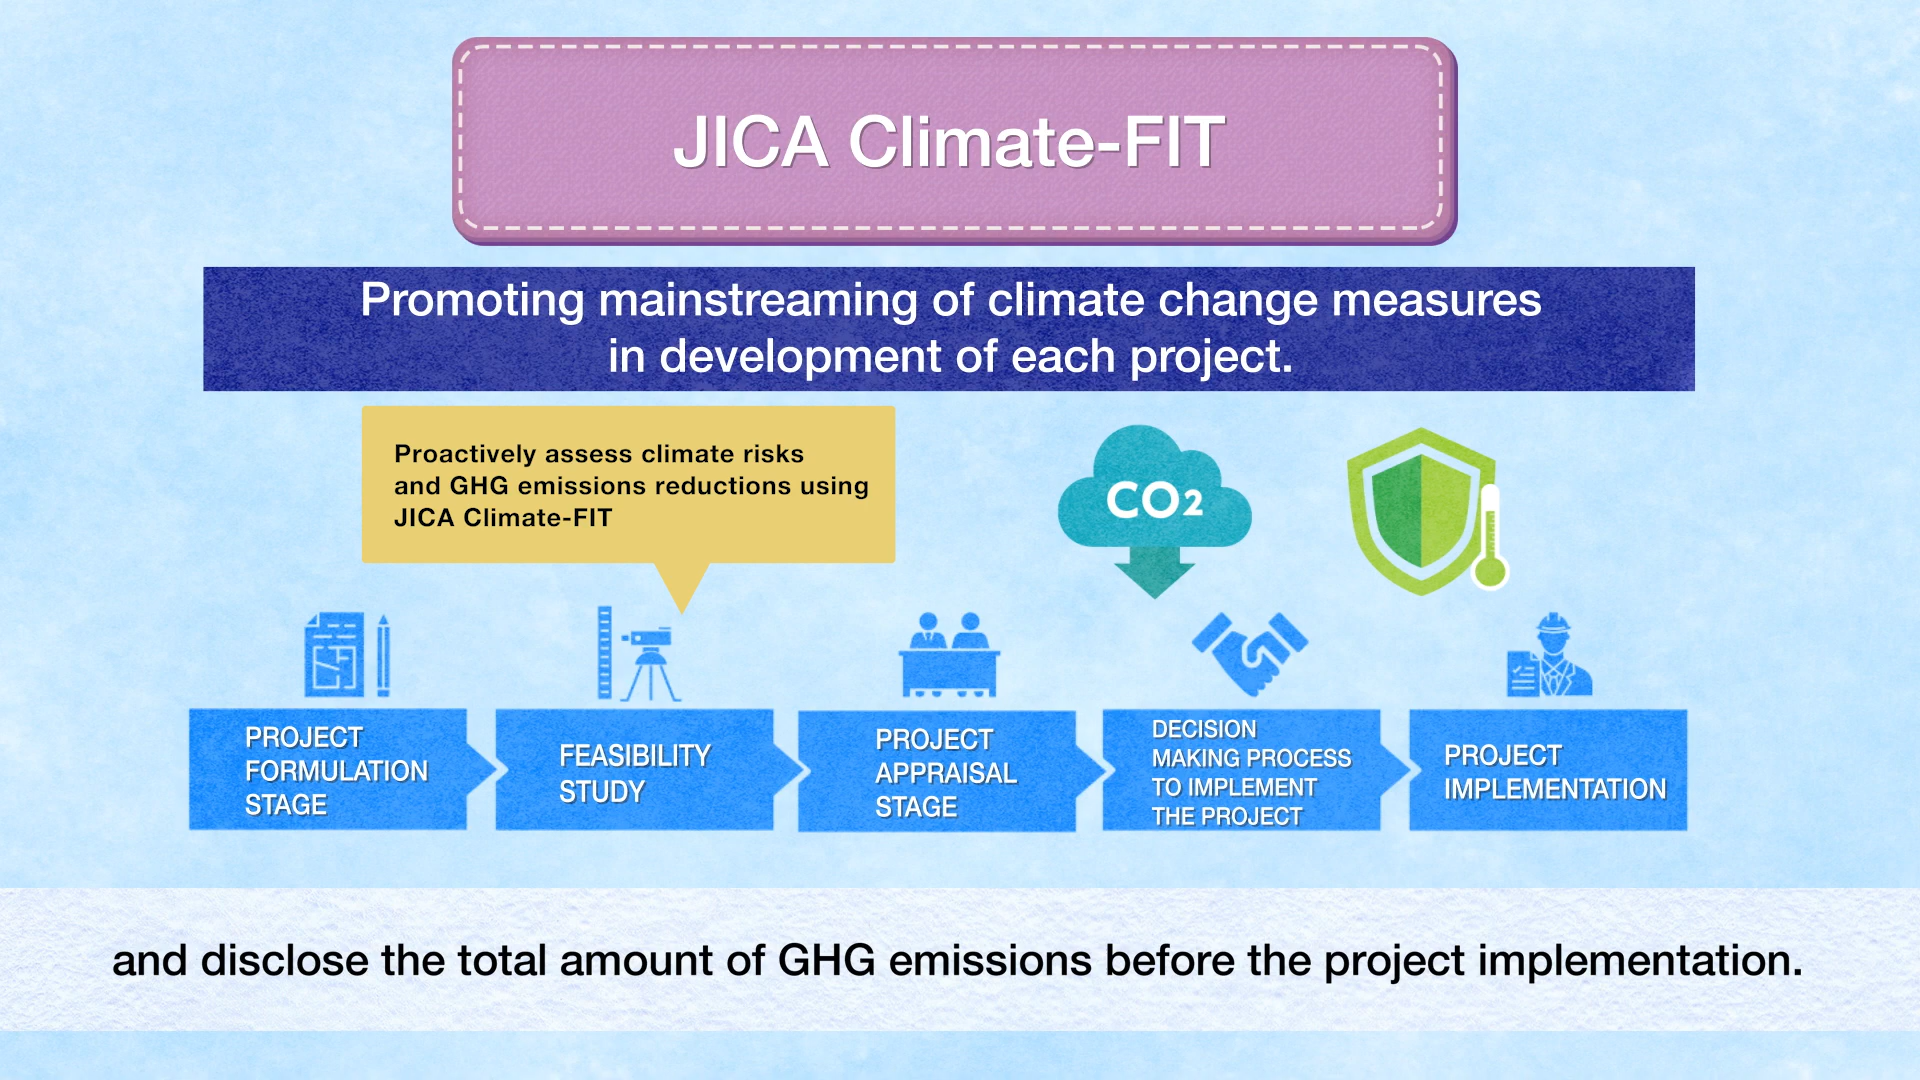 JICA Climate-FIT
Promoting mainstreaming of climate change measures
in development of each project.
Proactively assess climate risks
and GHG emissions reductions using
JICA Climate-FIT
CO2
PROJECT
FORMULATION
STAGE
FEASIBILITY
STUDY
PROJECT
APPRAISAL
STAGE
DECISION
MAKING PROCESS
TO IMPLEMENT
THE PROJECT
PROJECT
IMPLEMENTATION
and disclose the total amount of GHG emissions before the project implementation.